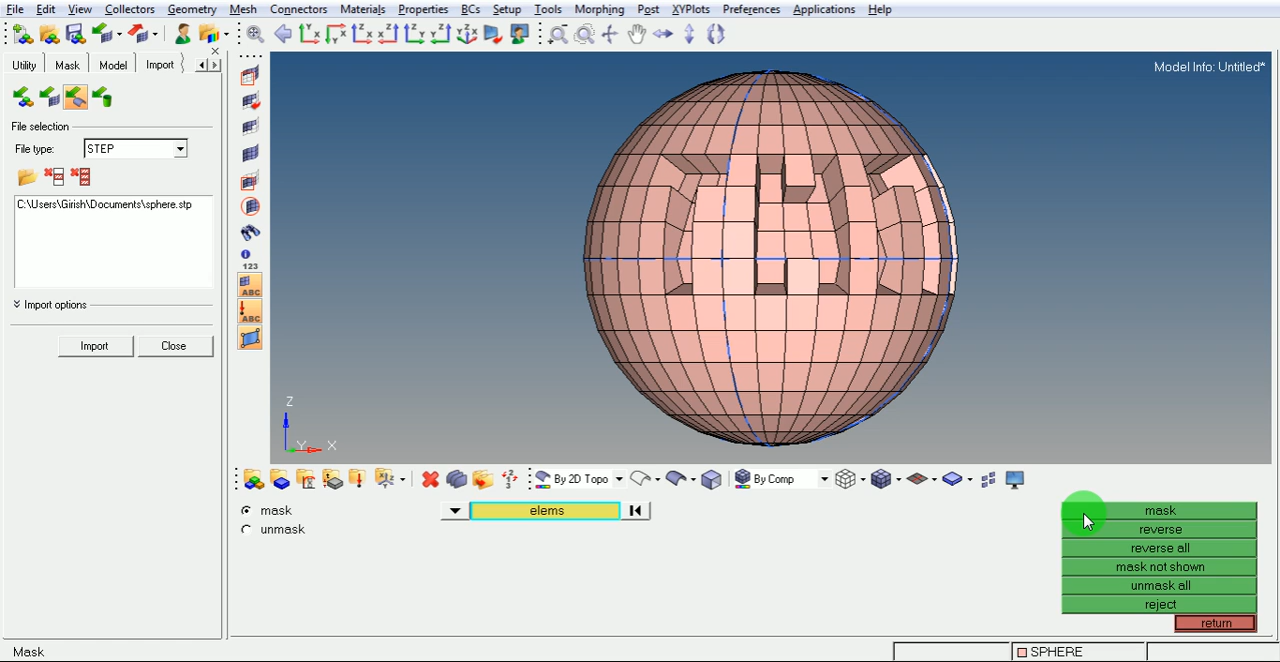 File Edit View Collectors Geometry Mesh Connectors Materials Properties BCs Setup Tools Morphing Post XYPlots Preferences Applications Help
Utility Mask Model Import
Model Info: Untitled*
File selection
File type: STEP
C:\Users\Girish\Documents\sphere.stp
123
ABC
ABC
Import options
Import Close
Z
Y X
By 2D Topo By Comp
mask elems mask
unmask reverse
reverse all
mask not shown
unmask all
reject
return
Mask SPHERE